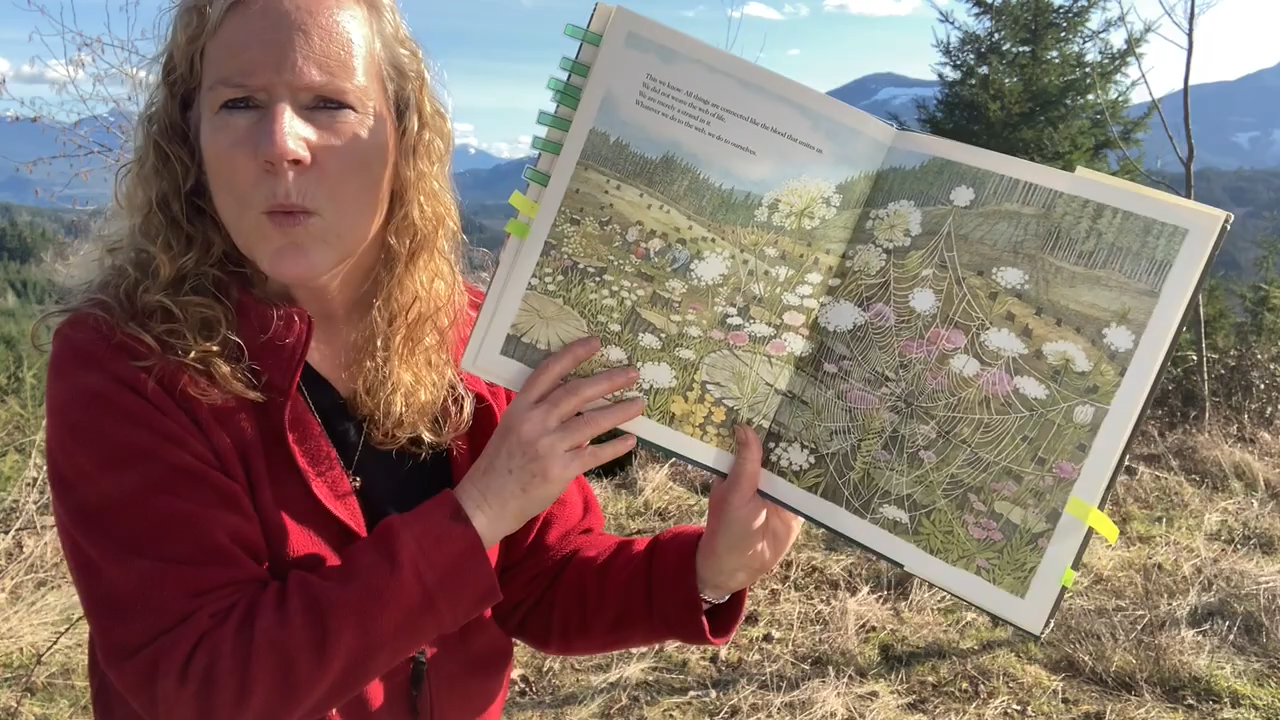 This we know: All things are connected like the blood that unites us.
We did not weave the web of life,
We are merely a strand in it.
Whatever we do to the web, we do to ourselves.